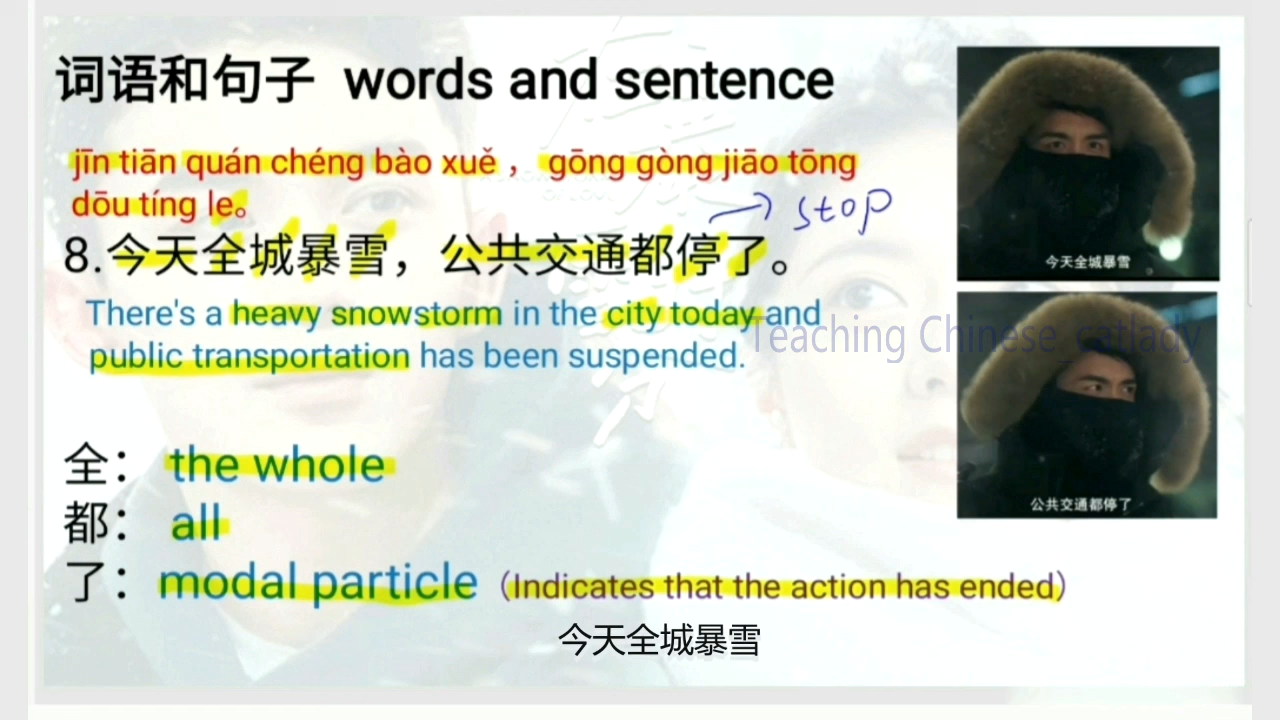 词语和句子 words and sentence
jīn tiān quán chéng bào xuě， gōng gòng jiāo tōng
dōu tíng le。
stop
8.今天全城暴雪，公共交通都停了。
There's a heavy snowstorm in the city today and
public transportation has been suspended.
Teaching Chinese_catlady
今天全城暴雪
公共交通都停了
全： the whole
都： all
了： modal particle（Indicates that the action has ended）
今天全城暴雪